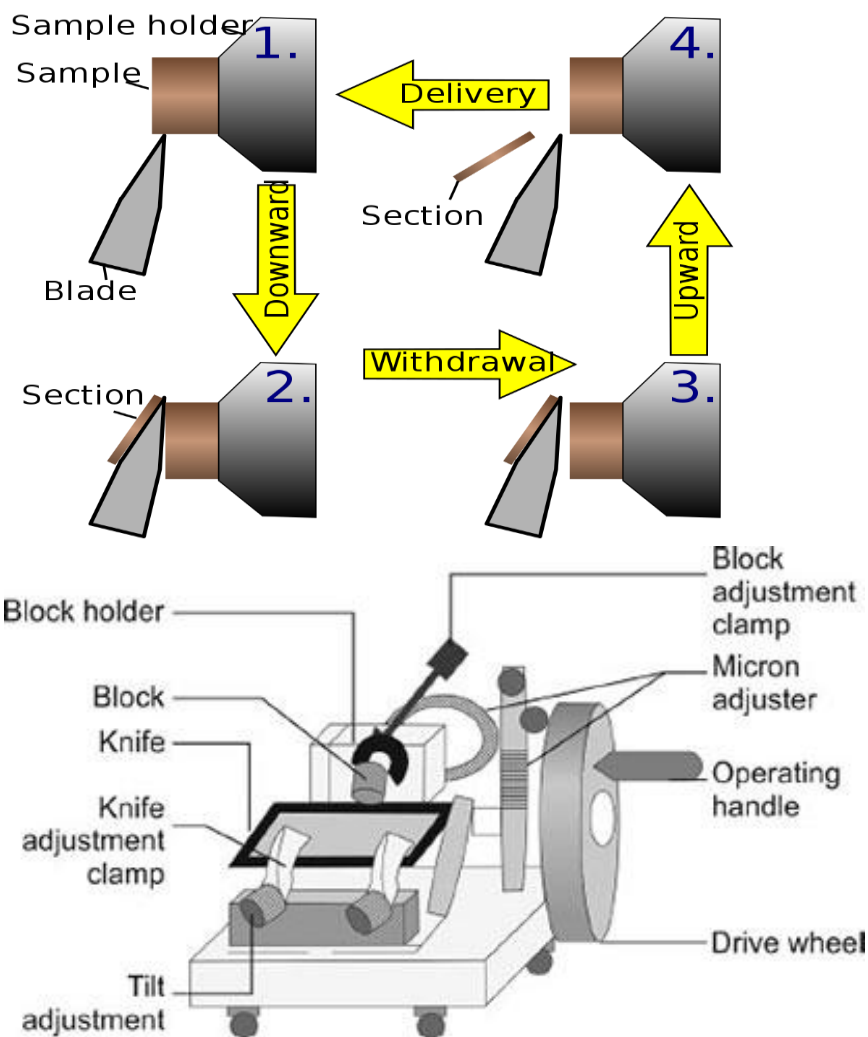 Sample holder
1.
4.
Sample
Delivery
Section
Downward
Upward
Blade
Withdrawal
Section
2.
3.
Block
adjustment
clamp
Block holder
Micron
adjuster
Block
Knife
Operating
handle
Knife
adjustment
clamp
Drive wheel
Tilt
adjustment